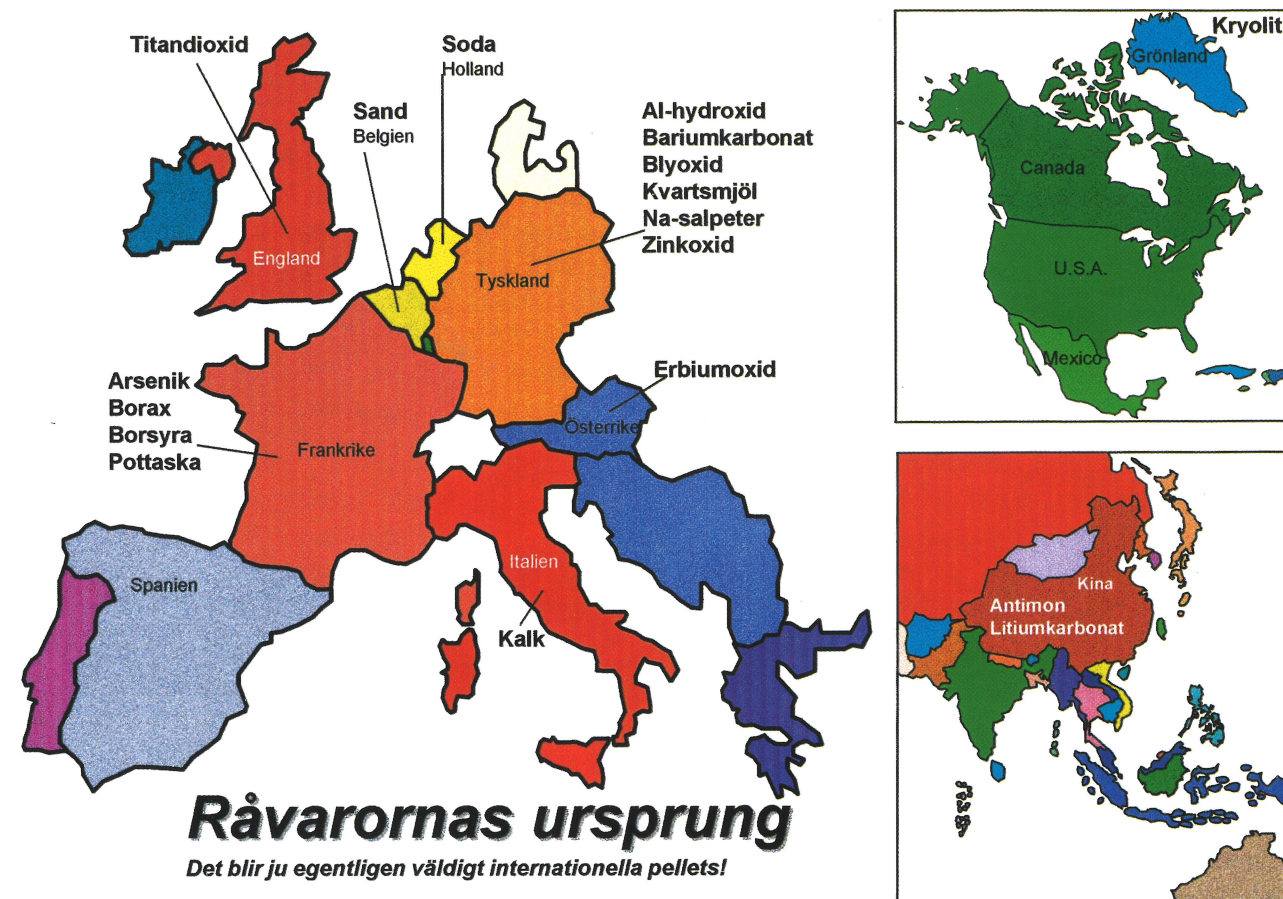 Titandioxid
Soda
Holland
Sand
Belgien
Al-hydroxid
Bariumkarbonat
Blyoxid
Kvartsmjöl
Na-salpeter
Zinkoxid
England
Tyskland
Arsenik
Borax
Borsyra
Pottaska
Frankrike
Erbiumoxid
Österrike
Spanien
Italien
Kalk
Råvarornas ursprung
Det blir ju egentligen väldigt internationella pellets!
Kryolit
Grönland
Canada
U.S.A.
Mexico
Kina
Antimon
Litiumkarbonat